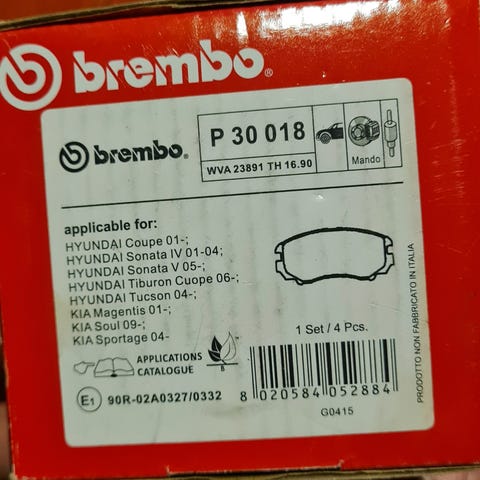 brembo®
brembo®
P 30 018
WVA 23891 TH 16.90
Mando
applicable for:
HYUNDAI Coupe 01-;
HYUNDAI Sonata IV 01-04;
HYUNDAI Sonata V 05-;
HYUNDAI Tiburon Cuope 06-;
HYUNDAI Tucson 04-;
KIA Magentis 01-;
KIA Soul 09-;
KIA Sportage 04-
1 Set / 4 Pcs.
APPLICATIONS
CATALOGUE
B
E1 90R-02A0327/0332
8 020584 052884
G0415
PRODOTTO NON FABBRICATO IN ITALIA